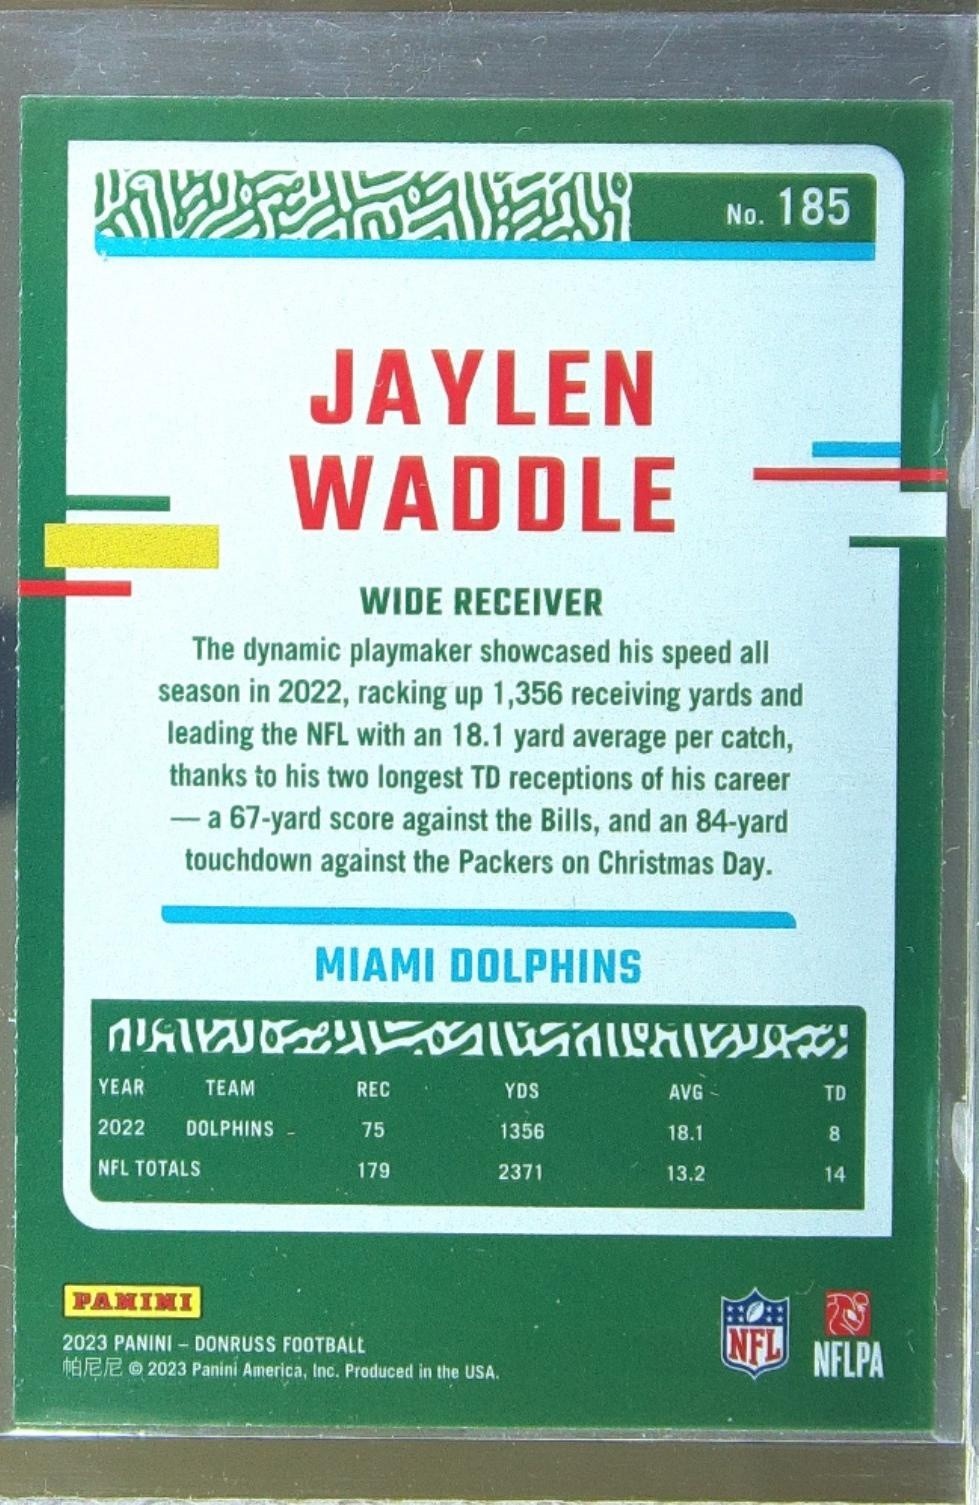 No. 185
JAYLEN
WADDLE
WIDE RECEIVER
The dynamic playmaker showcased his speed all
season in 2022, racking up 1,356 receiving yards and
leading the NFL with an 18.1 yard average per catch,
thanks to his two longest TD receptions of his career
— a 67-yard score against the Bills, and an 84-yard
touchdown against the Packers on Christmas Day.
MIAMI DOLPHINS
YEAR TEAM REC YDS AVG TD
2022 DOLPHINS 75 1356 18.1 8
NFL TOTALS 179 2371 13.2 14
PANINI
2023 PANINI – DONRUSS FOOTBALL
帕尼尼 © 2023 Panini America, Inc. Produced in the USA.
NFL
NFLPA